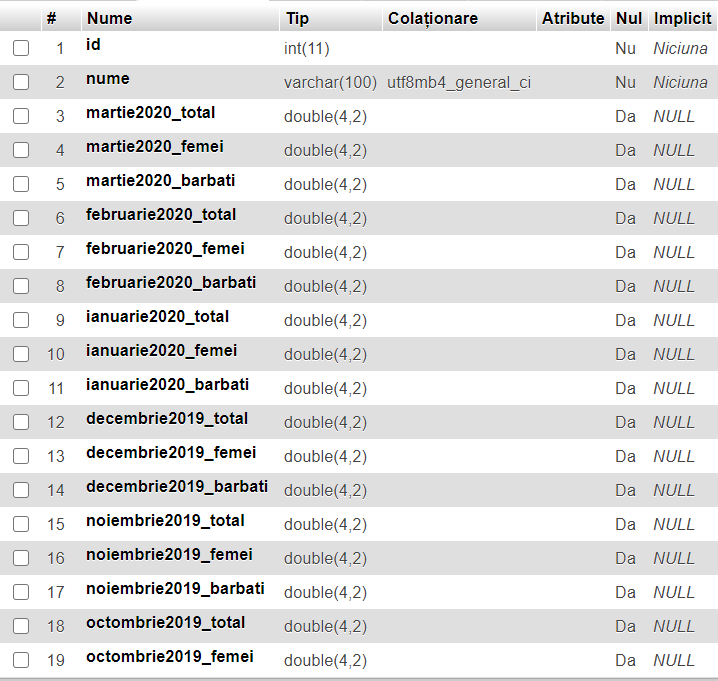 # Nume Tip Colaționare Atribute Nul Implicit
1 id int(11) Nu Niciuna
2 nume varchar(100) utf8mb4_general_ci Nu Niciuna
3 martie2020_total double(4,2) Da NULL
4 martie2020_femei double(4,2) Da NULL
5 martie2020_barbati double(4,2) Da NULL
6 februarie2020_total double(4,2) Da NULL
7 februarie2020_femei double(4,2) Da NULL
8 februarie2020_barbati double(4,2) Da NULL
9 ianuarie2020_total double(4,2) Da NULL
10 ianuarie2020_femei double(4,2) Da NULL
11 ianuarie2020_barbati double(4,2) Da NULL
12 decembrie2019_total double(4,2) Da NULL
13 decembrie2019_femei double(4,2) Da NULL
14 decembrie2019_barbati double(4,2) Da NULL
15 noiembrie2019_total double(4,2) Da NULL
16 noiembrie2019_femei double(4,2) Da NULL
17 noiembrie2019_barbati double(4,2) Da NULL
18 octombrie2019_total double(4,2) Da NULL
19 octombrie2019_femei double(4,2) Da NULL